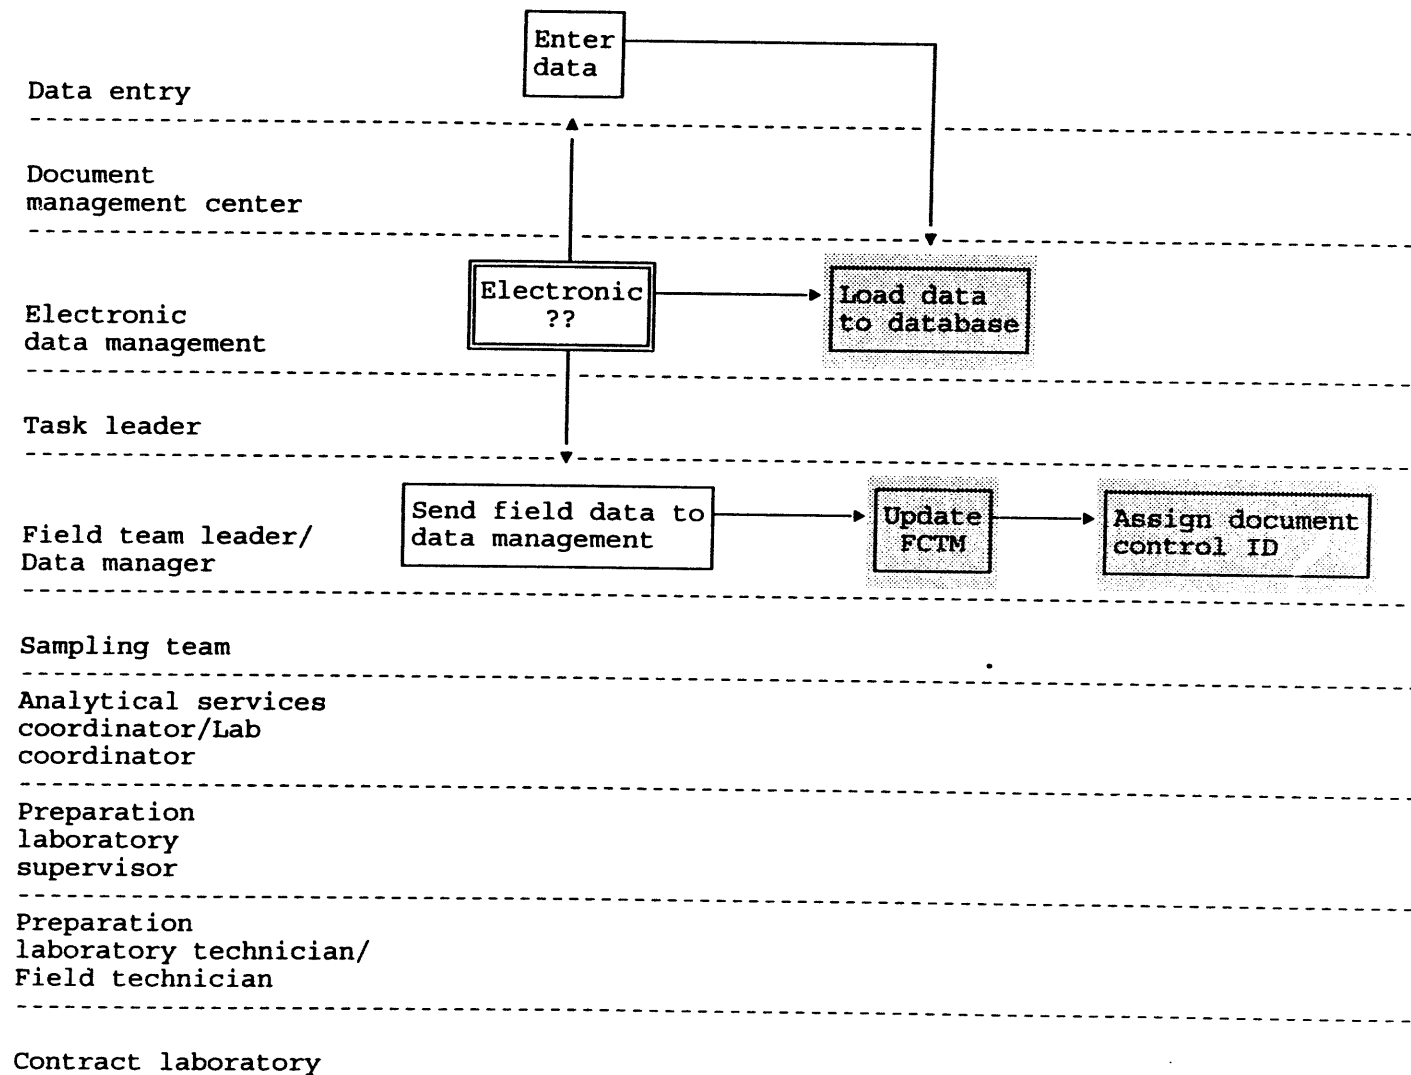 Enter
data
Data entry
Document
management center
Electronic
??
Load data
to database
Electronic
data management
Task leader
Send field data to
data management
Update
FCTM
Assign document
control ID
Field team leader/
Data manager
Sampling team
Analytical services
coordinator/Lab
coordinator
Preparation
laboratory
supervisor
Preparation
laboratory technician/
Field technician
Contract laboratory